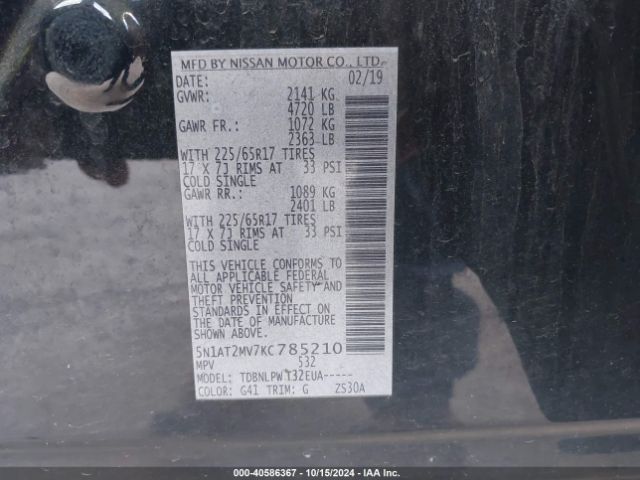 MFD BY NISSAN MOTOR CO., LTD.
DATE: 02/19
GVWR: 2141 KG
4720 LB
GAWR FR.: 1072 KG
2363 LB
WITH 225/65R17 TIRES
17 X 7J RIMS AT 33 PSI
COLD SINGLE
GAWR RR.: 1089 KG
2401 LB
WITH 225/65R17 TIRES
17 X 7J RIMS AT 33 PSI
COLD SINGLE
THIS VEHICLE CONFORMS TO
ALL APPLICABLE FEDERAL
MOTOR VEHICLE SAFETY AND
THEFT PREVENTION
STANDARDS IN EFFECT ON
THE DATE OF MANUFACTURE
SHOWN ABOVE.
5N1AT2MV7KC785210
MPV 532
MODEL: TDBNLPW T32EUA-----
COLOR: G41 TRIM: G ZS30A
000-40586367 - 10/15/2024 - IAA Inc.